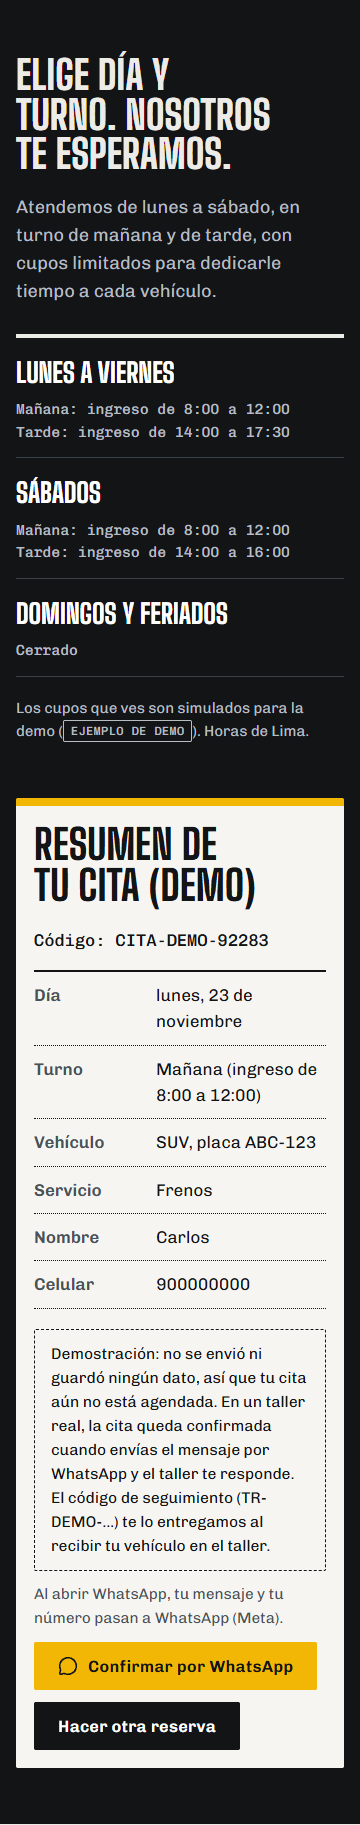 ELIGE DÍA Y
TURNO. NOSOTROS
TE ESPERAMOS.
Atendemos de lunes a sábado, en
turno de mañana y de tarde, con
cupos limitados para dedicarle
tiempo a cada vehículo.
LUNES A VIERNES
Mañana: ingreso de 8:00 a 12:00
Tarde: ingreso de 14:00 a 17:30
SÁBADOS
Mañana: ingreso de 8:00 a 12:00
Tarde: ingreso de 14:00 a 16:00
DOMINGOS Y FERIADOS
Cerrado
Los cupos que ves son simulados para la
demo (EJEMPLO DE DEMO). Horas de Lima.
RESUMEN DE
TU CITA (DEMO)
Código: CITA-DEMO-92283
Día lunes, 23 de
noviembre
Turno Mañana (ingreso de
8:00 a 12:00)
Vehículo SUV, placa ABC-123
Servicio Frenos
Nombre Carlos
Celular 900000000
Demostración: no se envió ni
guardó ningún dato, así que tu cita
aún no está agendada. En un taller
real, la cita queda confirmada
cuando envías el mensaje por
WhatsApp y el taller te responde.
El código de seguimiento (TR-
DEMO-...) te lo entregamos al
recibir tu vehículo en el taller.
Al abrir WhatsApp, tu mensaje y tu
número pasan a WhatsApp (Meta).
Confirmar por WhatsApp
Hacer otra reserva